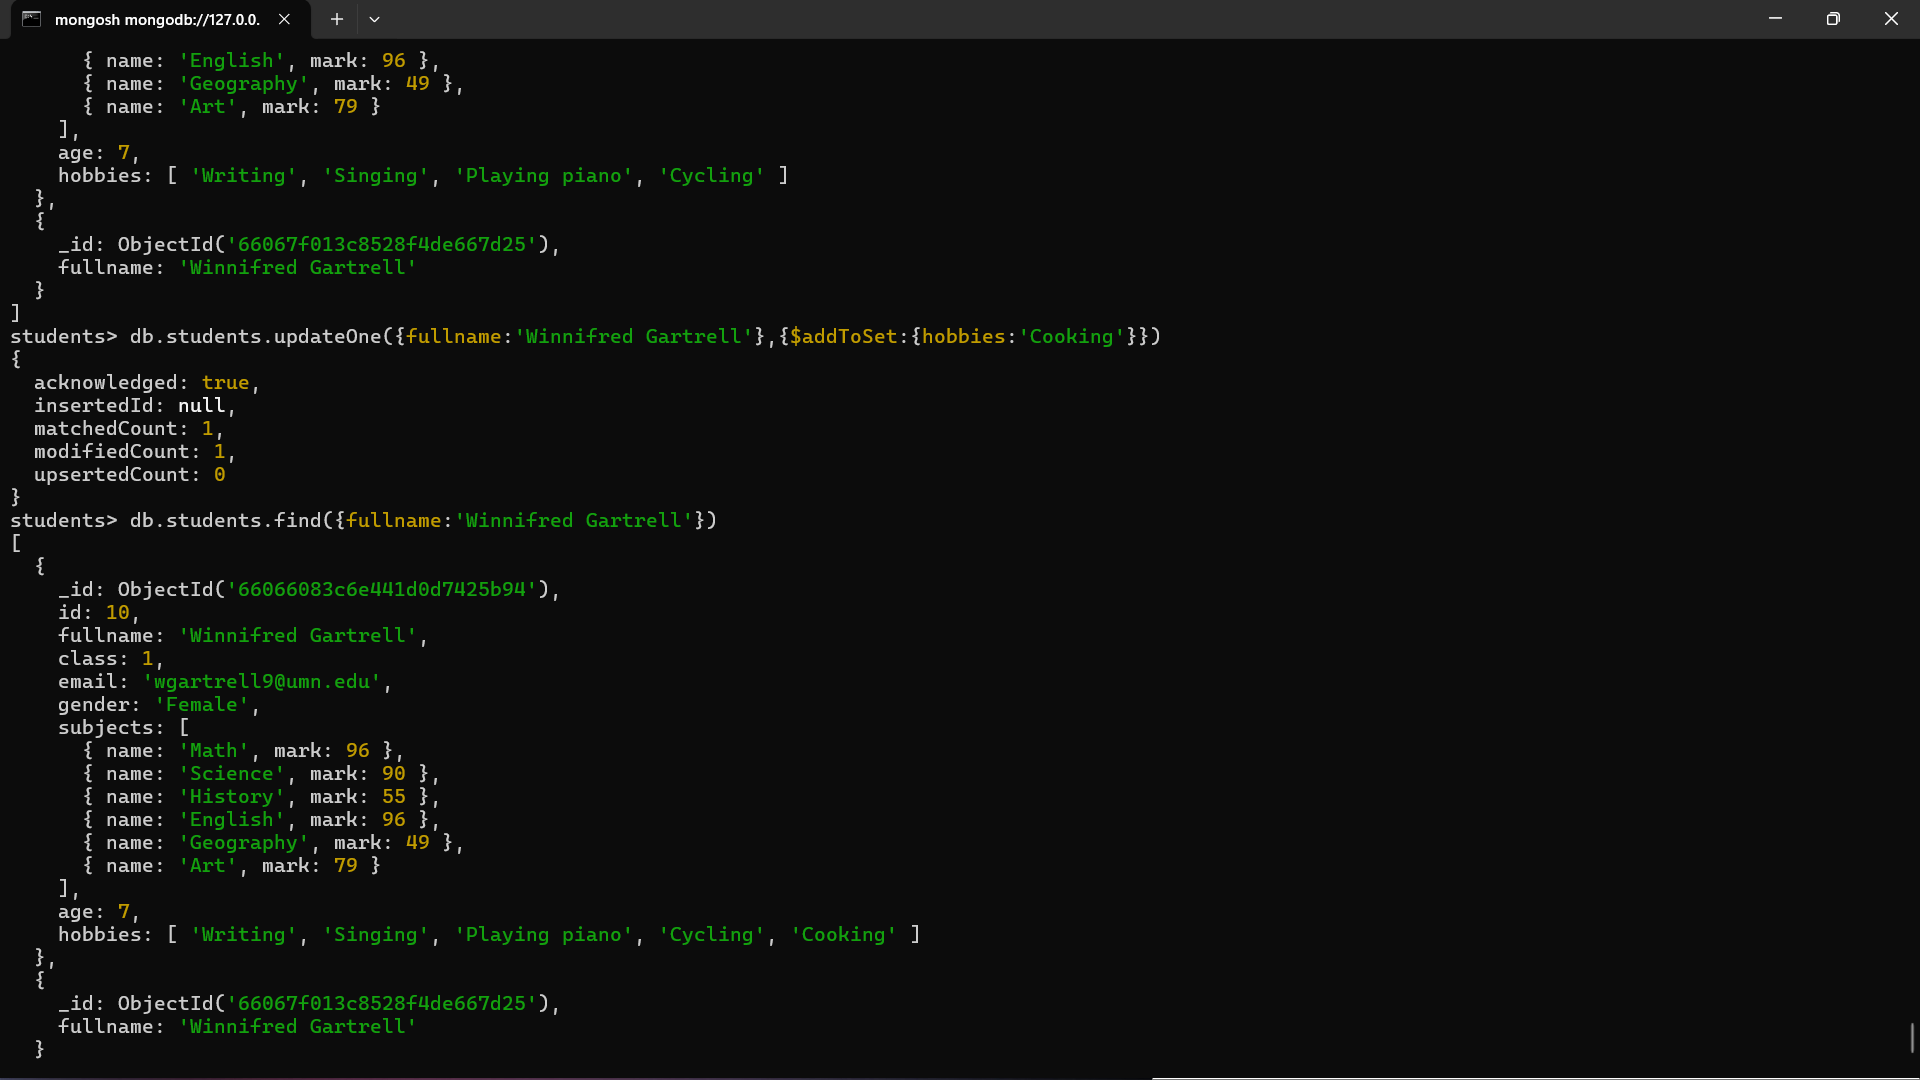 mongosh mongodb://127.0.0.
{ name: 'English', mark: 96 },
{ name: 'Geography', mark: 49 },
{ name: 'Art', mark: 79 }
],
age: 7,
hobbies: [ 'Writing', 'Singing', 'Playing piano', 'Cycling' ]
},
{
_id: ObjectId('66067f013c8528f4de667d25'),
fullname: 'Winnifred Gartrell'
}
]
students> db.students.updateOne({fullname:'Winnifred Gartrell'},{$addToSet:{hobbies:'Cooking'}})
{
acknowledged: true,
insertedId: null,
matchedCount: 1,
modifiedCount: 1,
upsertedCount: 0
}
students> db.students.find({fullname:'Winnifred Gartrell'})
[
{
_id: ObjectId('66066083c6e441d0d7425b94'),
id: 10,
fullname: 'Winnifred Gartrell',
class: 1,
email: 'wgartrell9@umn.edu',
gender: 'Female',
subjects: [
{ name: 'Math', mark: 96 },
{ name: 'Science', mark: 90 },
{ name: 'History', mark: 55 },
{ name: 'English', mark: 96 },
{ name: 'Geography', mark: 49 },
{ name: 'Art', mark: 79 }
],
age: 7,
hobbies: [ 'Writing', 'Singing', 'Playing piano', 'Cycling', 'Cooking' ]
},
{
_id: ObjectId('66067f013c8528f4de667d25'),
fullname: 'Winnifred Gartrell'
}